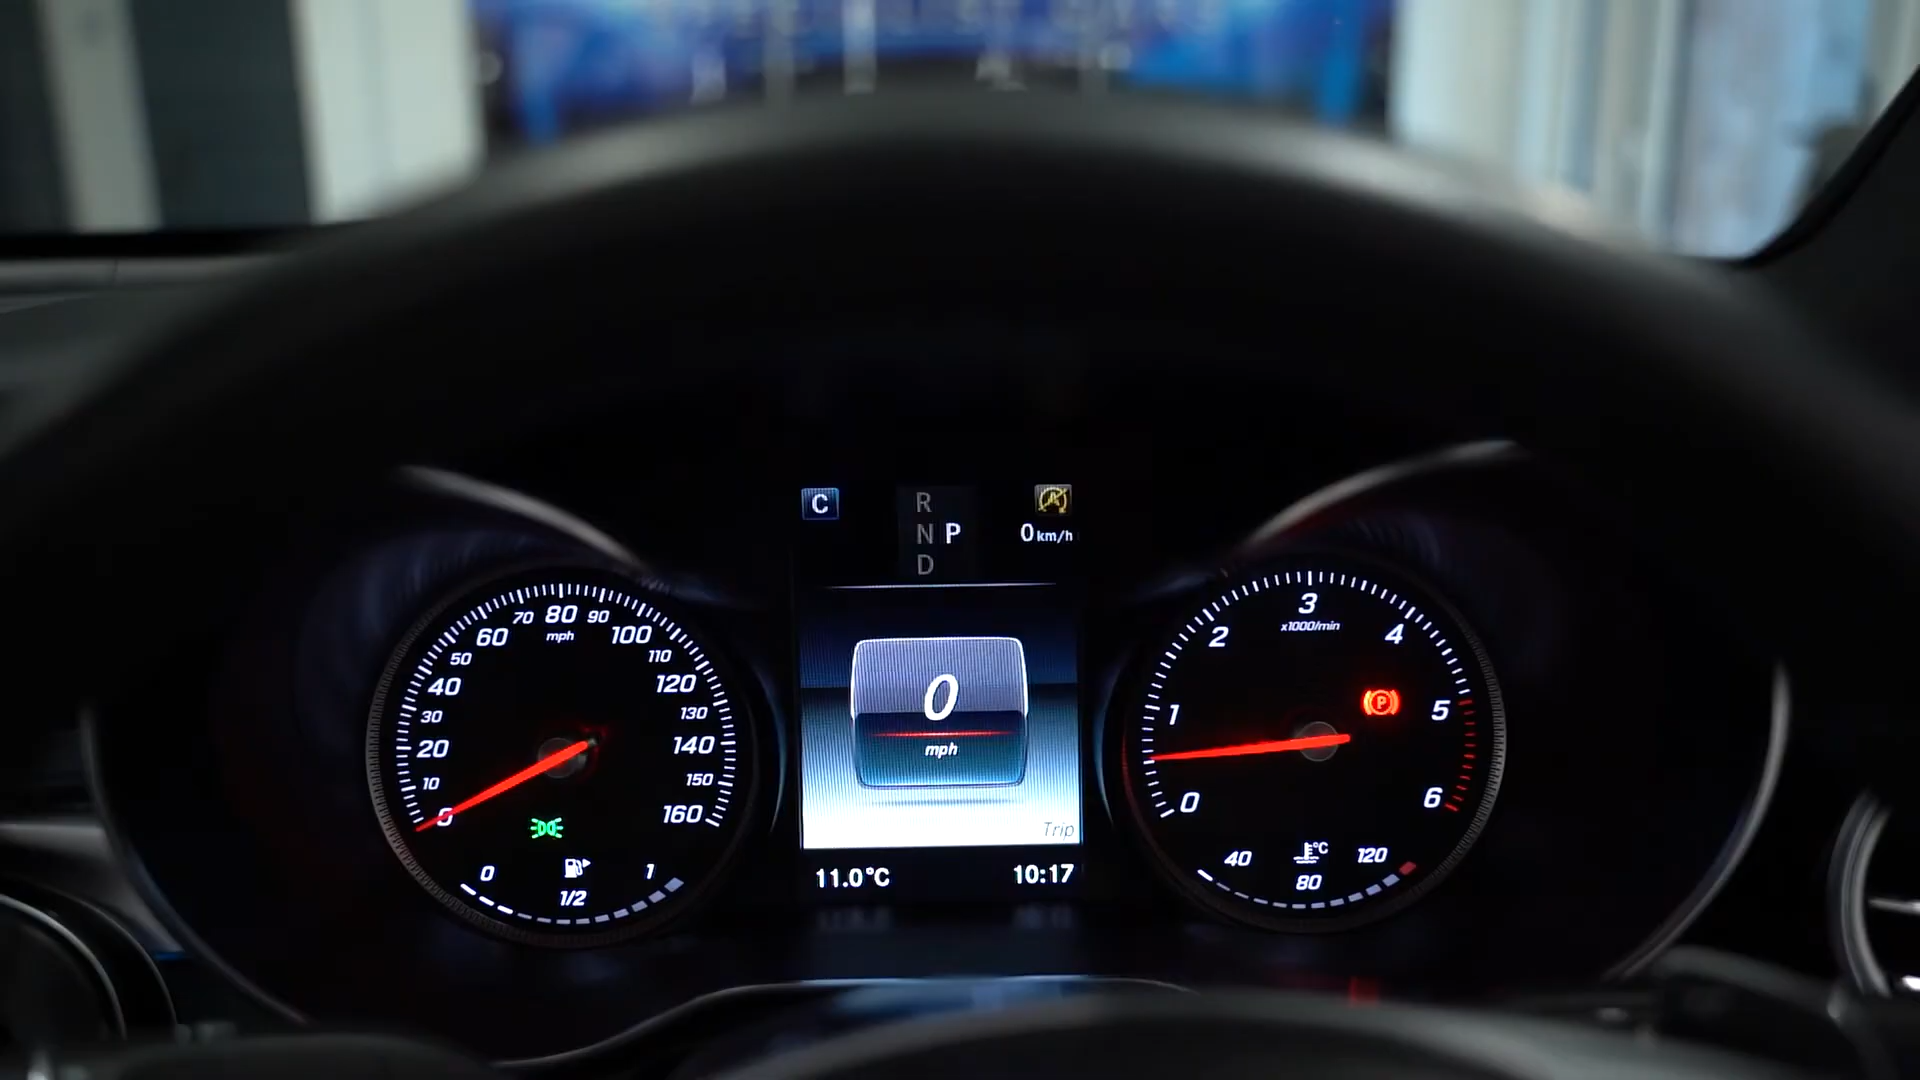 C
R
N P
D
0 km/h
70 80 90
60 mph 100
50 110
40 120
30 130
20 140
10 150
0 160
0 1
1/2
0
mph
Trip
11.0°C 10:17
3
2 x1000/min 4
1 P 5
0 6
40 °C 120
80